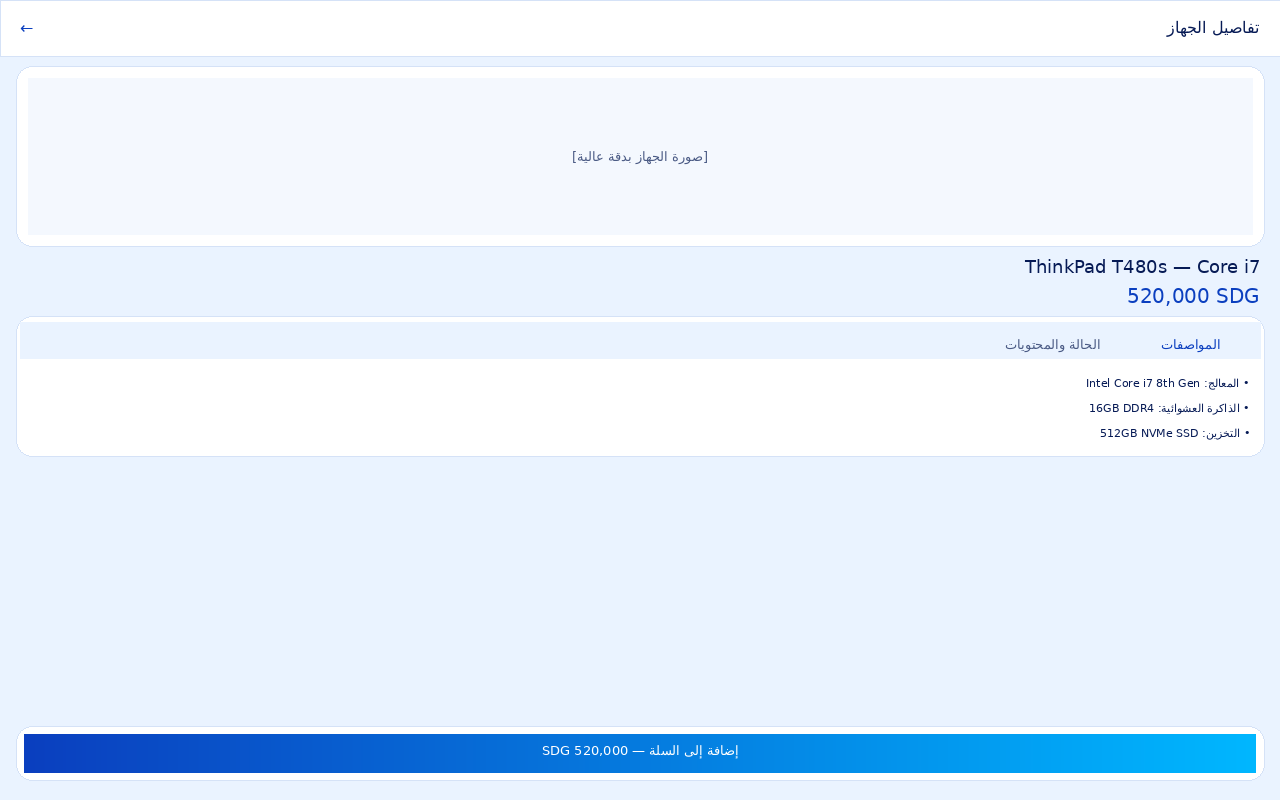 تفاصيل الجهاز
←
[صورة الجهاز بدقة عالية]
ThinkPad T480s — Core i7
520,000 SDG
المواصفات
الحالة والمحتويات
• المعالج: Intel Core i7 8th Gen
• الذاكرة العشوائية: 16GB DDR4
• التخزين: 512GB NVMe SSD
إضافة إلى السلة — 520,000 SDG